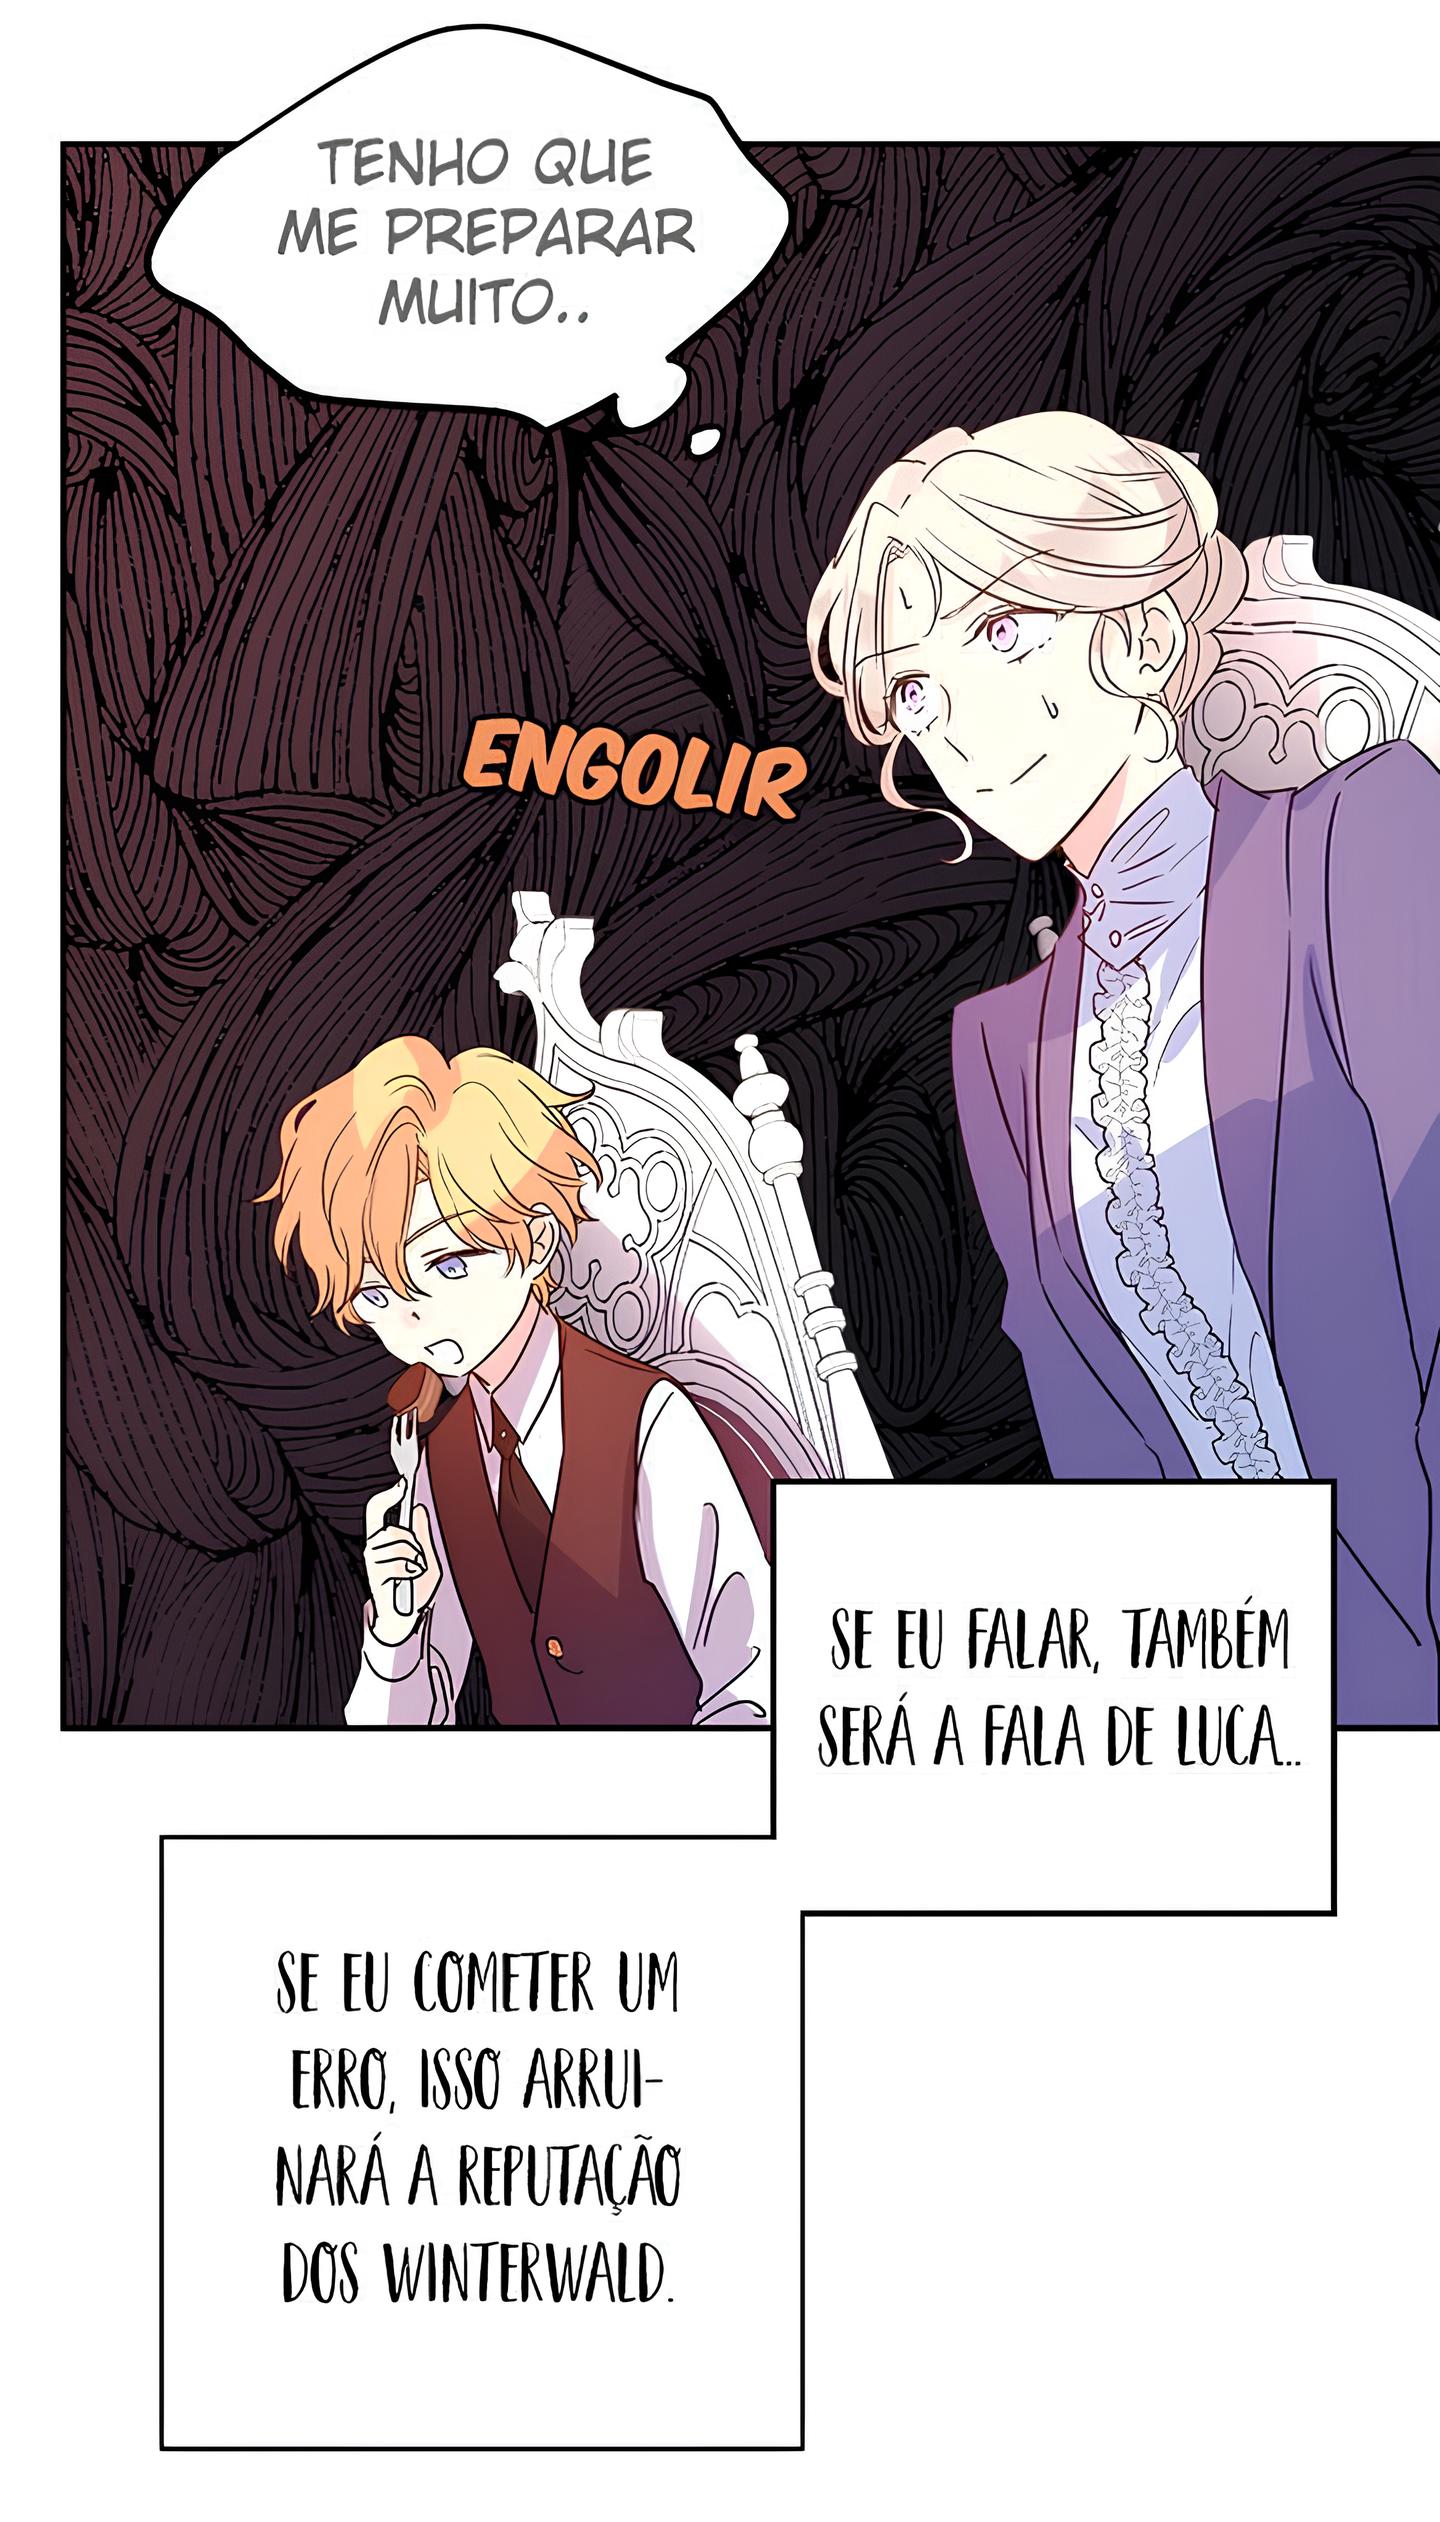 TENHO QUE
ME PREPARAR
MUITO..
ENGOLIR
SE EU FALAR, TAMBÉM
SERÁ A FALA DE LUCA...
SE EU COMETER UM
ERRO, ISSO ARRUI-
NARÁ A REPUTAÇÃO
DOS WINTERWALD.